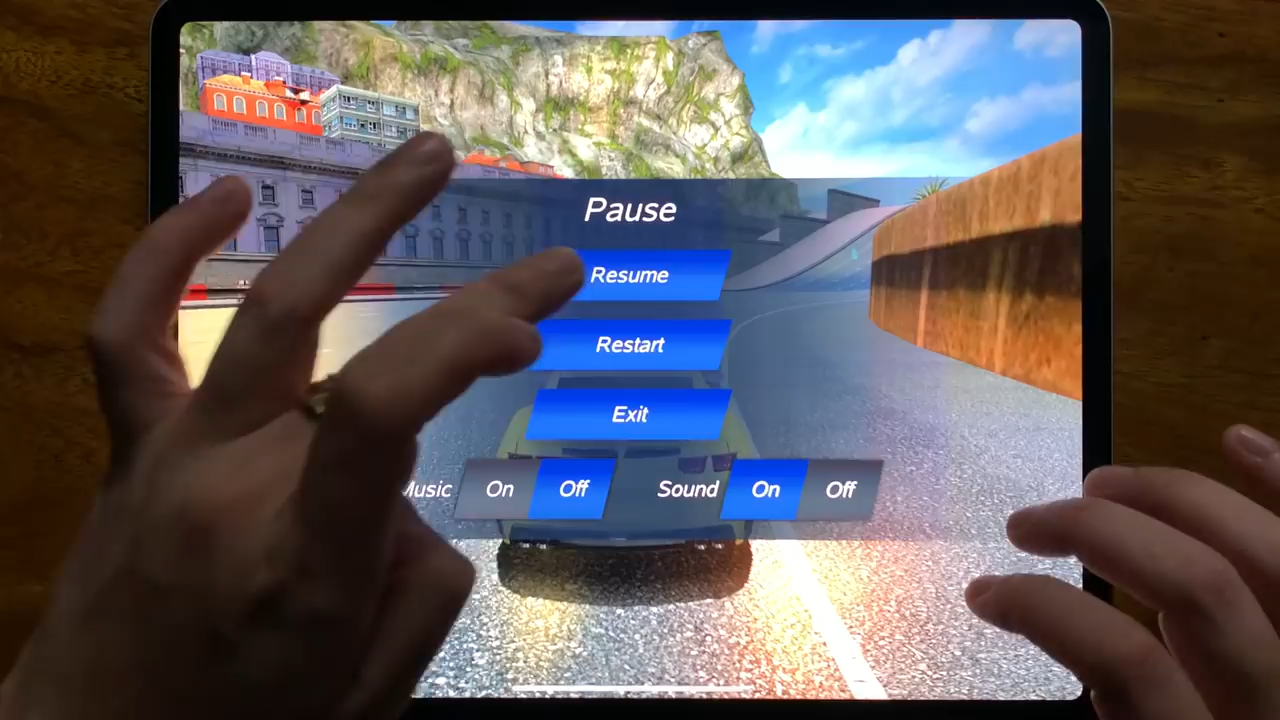 Pause
Resume
Restart
Exit
Music On Off Sound On Off